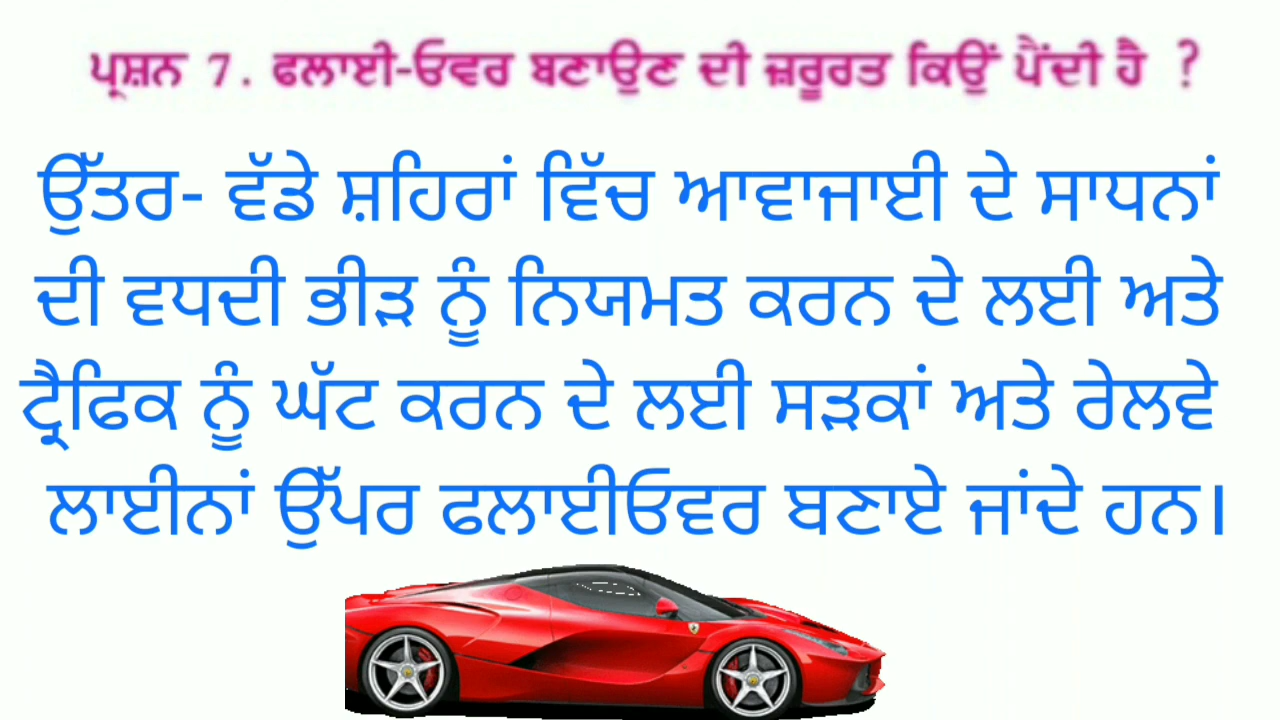 ਪ੍ਰਸ਼ਨ 7. ਫਲਾਈ-ਓਵਰ ਬਣਾਉਣ ਦੀ ਜ਼ਰੂਰਤ ਕਿਉਂ ਪੈਂਦੀ ਹੈ ?
ਉੱਤਰ- ਵੱਡੇ ਸ਼ਹਿਰਾਂ ਵਿੱਚ ਆਵਾਜਾਈ ਦੇ ਸਾਧਨਾਂ
ਦੀ ਵਧਦੀ ਭੀੜ ਨੂੰ ਨਿਯਮਤ ਕਰਨ ਦੇ ਲਈ ਅਤੇ
ਟ੍ਰੈਫਿਕ ਨੂੰ ਘੱਟ ਕਰਨ ਦੇ ਲਈ ਸੜਕਾਂ ਅਤੇ ਰੇਲਵੇ
ਲਾਈਨਾਂ ਉੱਪਰ ਫਲਾਈਓਵਰ ਬਣਾਏ ਜਾਂਦੇ ਹਨ।